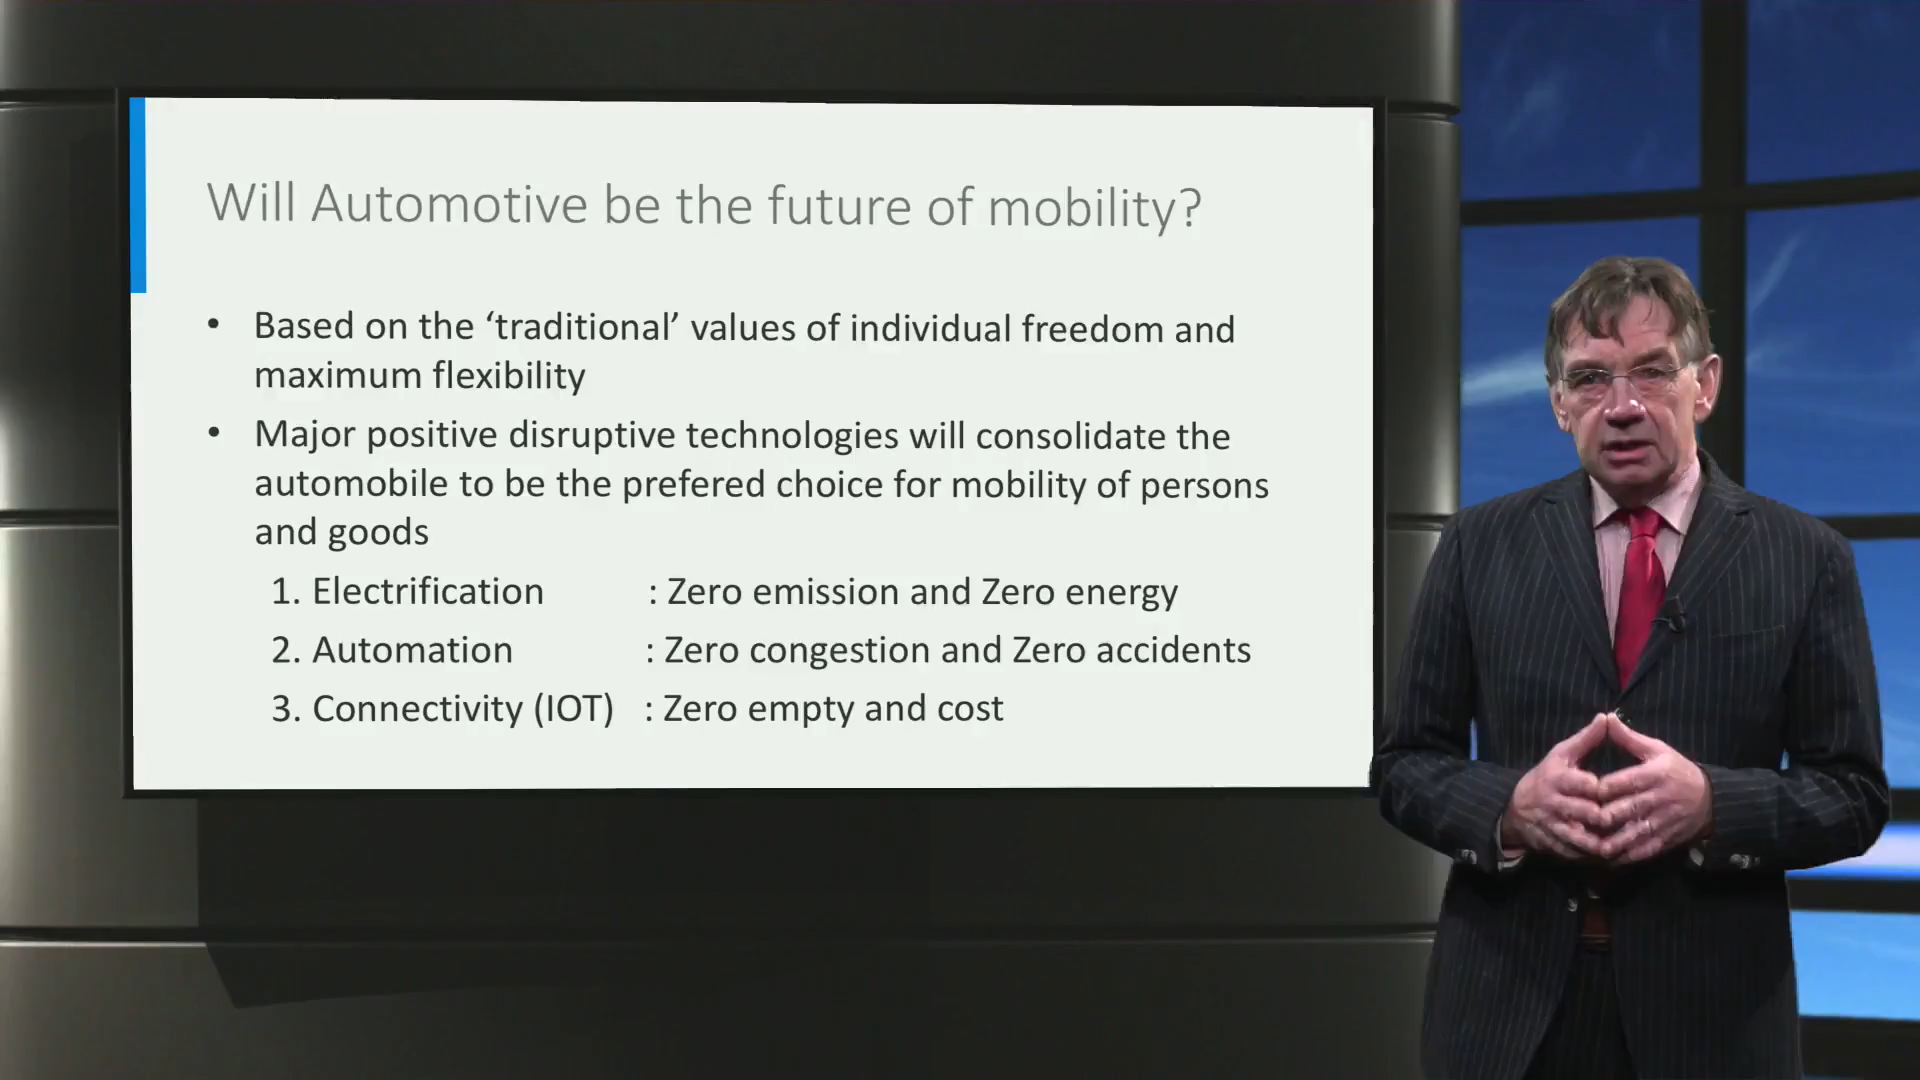 Will Automotive be the future of mobility?
• Based on the ‘traditional’ values of individual freedom and
maximum flexibility
• Major positive disruptive technologies will consolidate the
automobile to be the prefered choice for mobility of persons
and goods
1. Electrification : Zero emission and Zero energy
2. Automation : Zero congestion and Zero accidents
3. Connectivity (IOT) : Zero empty and cost